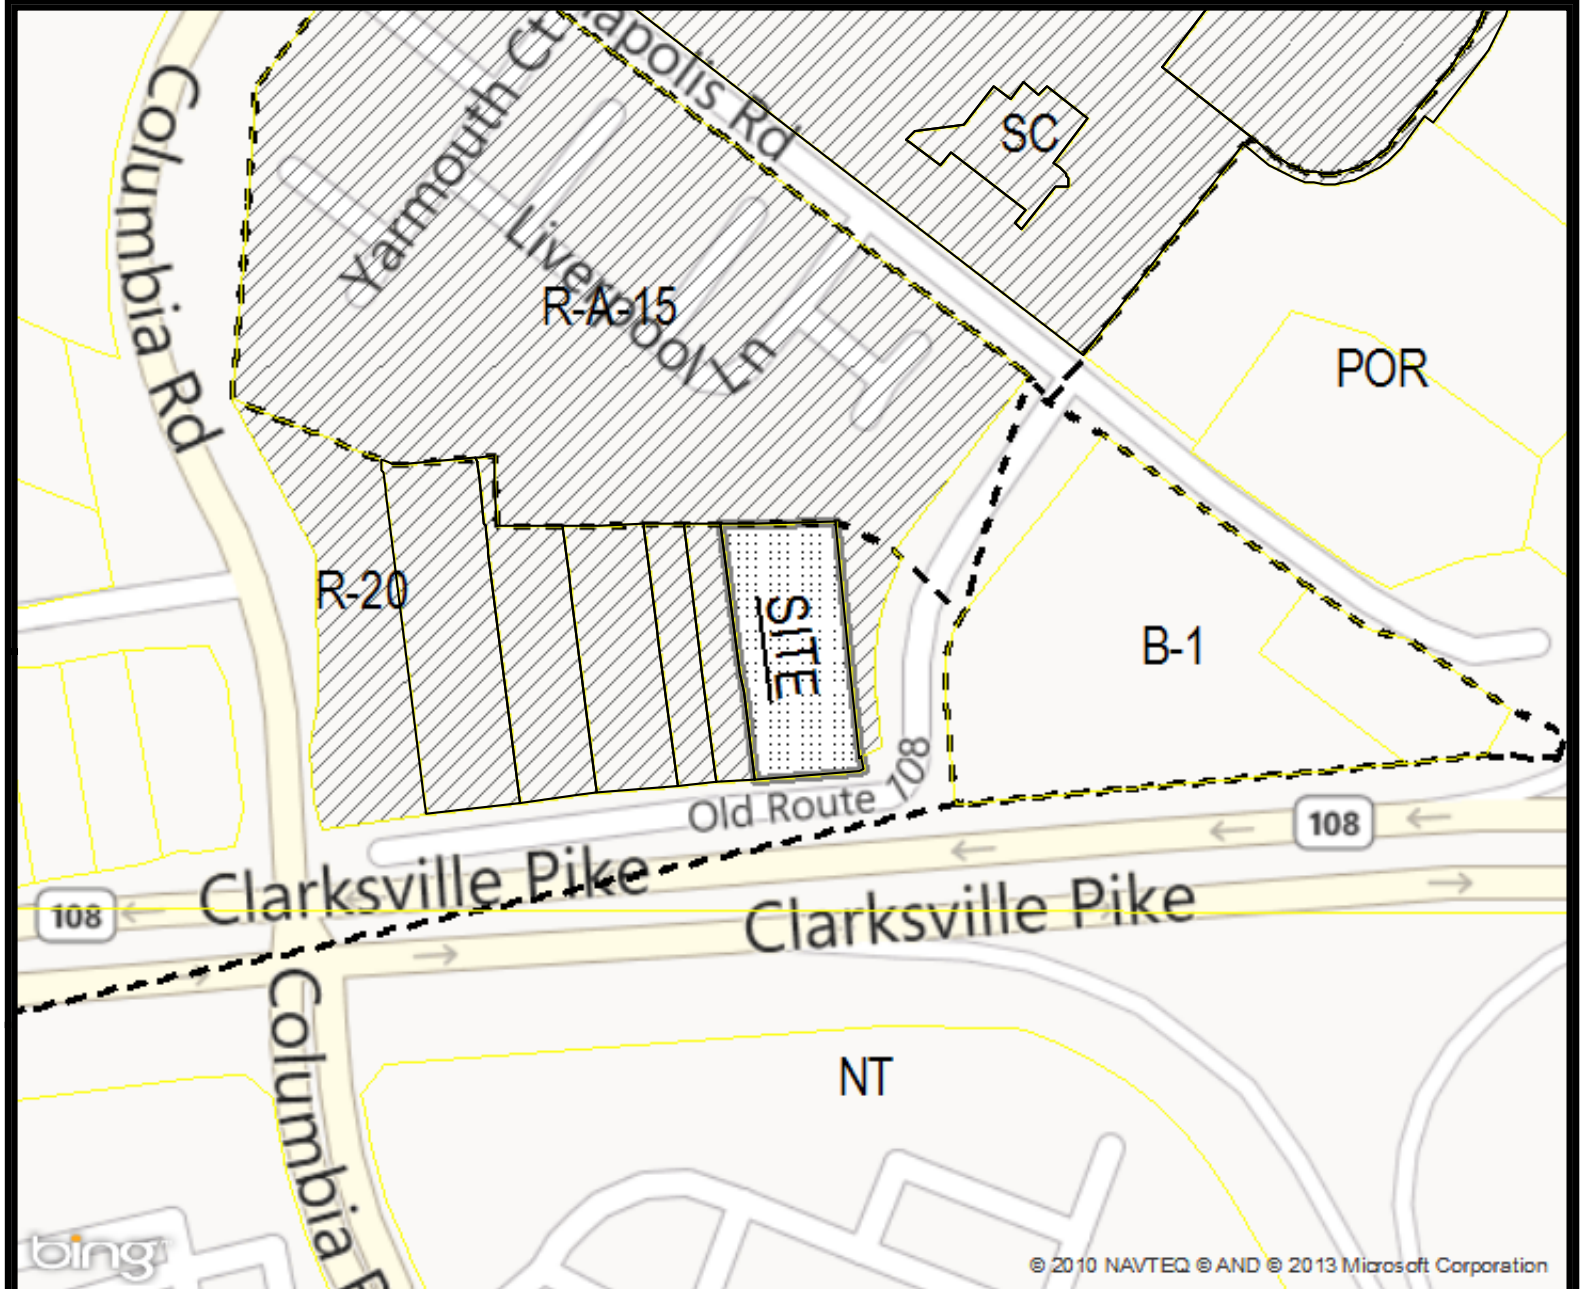 Columbia Rd
Yarmouth Ct
apolis Rd
SC
Liverpool Ln
R-A-15
POR
R-20
SITE
B-1
Old Route 108
108
Clarksville Pike
108
Clarksville Pike
Columbia R
NT
bing
© 2010 NAVTEQ © AND © 2013 Microsoft Corporation